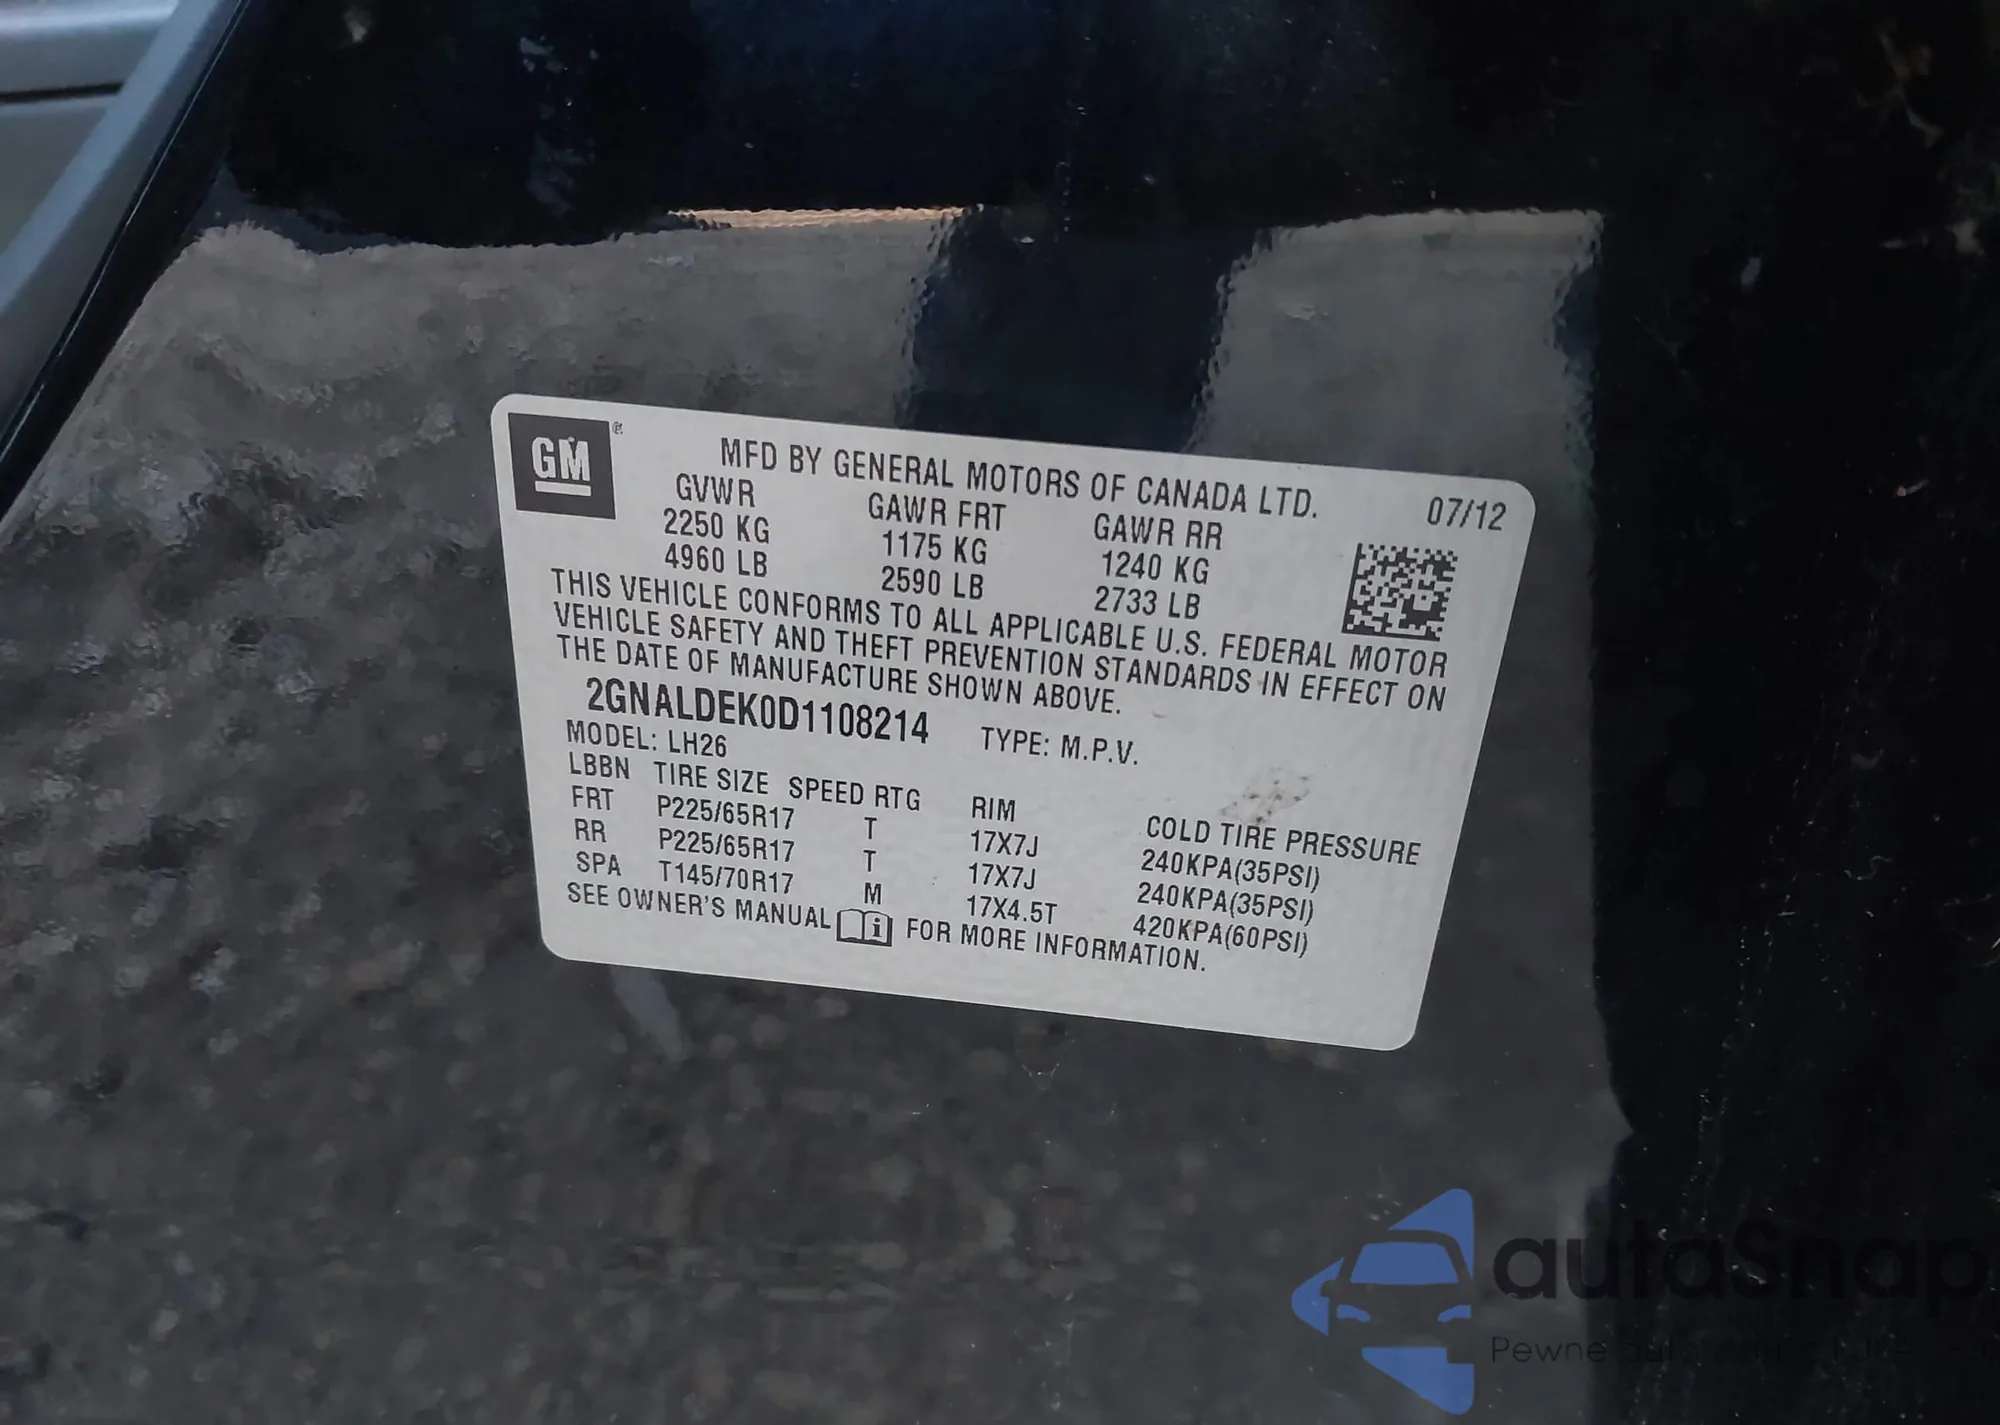 GM
MFD BY GENERAL MOTORS OF CANADA LTD.
07/12
GVWR GAWR FRT GAWR RR
2250 KG 1175 KG 1240 KG
4960 LB 2590 LB 2733 LB
THIS VEHICLE CONFORMS TO ALL APPLICABLE U.S. FEDERAL MOTOR
VEHICLE SAFETY AND THEFT PREVENTION STANDARDS IN EFFECT ON
THE DATE OF MANUFACTURE SHOWN ABOVE.
2GNALDEK0D1108214 TYPE: M.P.V.
MODEL: LH26
LBBN TIRE SIZE SPEED RTG RIM COLD TIRE PRESSURE
FRT P225/65R17 T 17X7J 240KPA(35PSI)
RR P225/65R17 T 17X7J 240KPA(35PSI)
SPA T145/70R17 M 17X4.5T 420KPA(60PSI)
SEE OWNER'S MANUAL FOR MORE INFORMATION.
autaSnap
Pewne auta